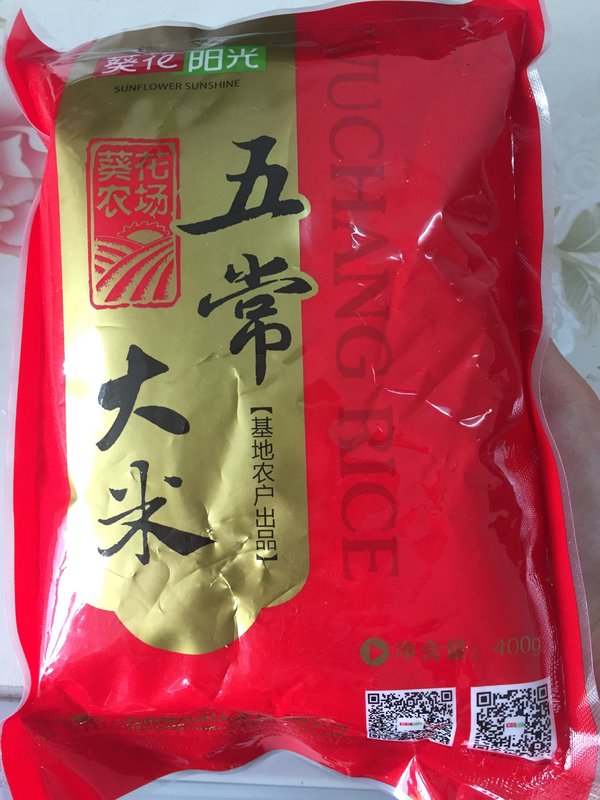 葵花阳光
SUNFLOWER SUNSHINE
葵花
农场
五常
大米
【基地农户出品】
WUCHANG RICE
净含量：400g